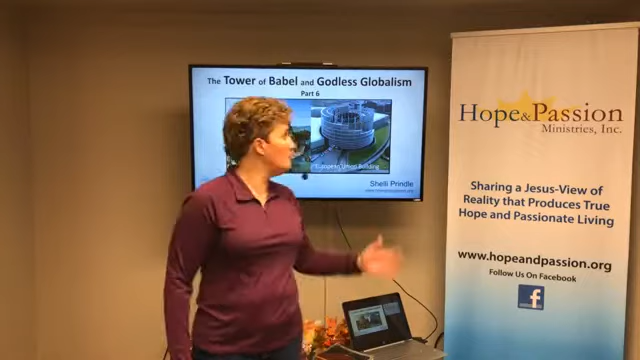 The Tower of Babel and Godless Globalism
Part 6
European Union Building
Shelli Prindle
Hope&Passion
Ministries, Inc.
Sharing a Jesus-View of
Reality that Produces True
Hope and Passionate Living
www.hopeandpassion.org
Follow Us On Facebook
f